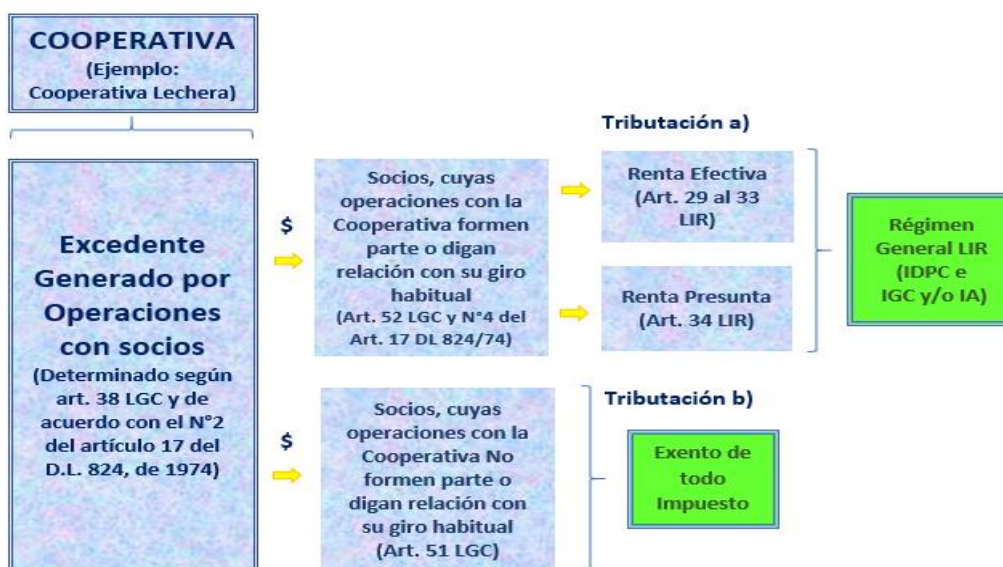 COOPERATIVA
(Ejemplo:
Cooperativa Lechera)
Excedente
Generado por
Operaciones
con socios
(Determinado según
art. 38 LGC y de
acuerdo con el N°2
del artículo 17 del
D.L. 824, de 1974)
$
Socios, cuyas
operaciones con la
Cooperativa formen
parte o digan
relación con su giro
habitual
(Art. 52 LGC y N°4 del
Art. 17 DL 824/74)
Tributación a)
Renta Efectiva
(Art. 29 al 33
LIR)
Renta Presunta
(Art. 34 LIR)
Régimen
General LIR
(IDPC e
IGC y/o IA)
$
Socios, cuyas
operaciones con la
Cooperativa No
formen parte o
digan relación con
su giro habitual
(Art. 51 LGC)
Tributación b)
Exento de
todo
Impuesto